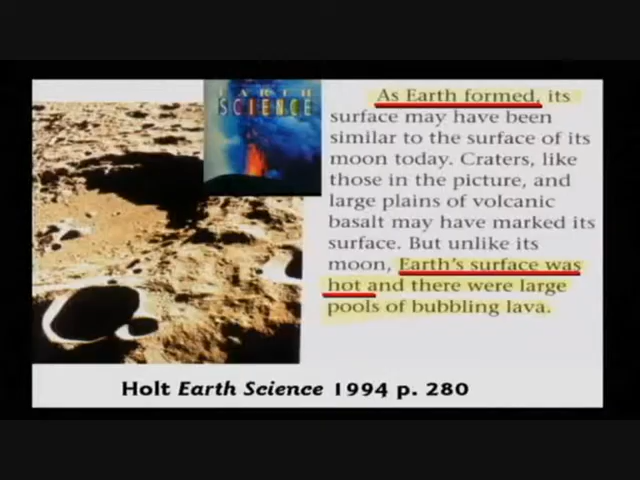 EARTH
SCIENCE
As Earth formed, its
surface may have been
similar to the surface of its
moon today. Craters, like
those in the picture, and
large plains of volcanic
basalt may have marked its
surface. But unlike its
moon, Earth's surface was
hot and there were large
pools of bubbling lava.
Holt Earth Science 1994 p. 280